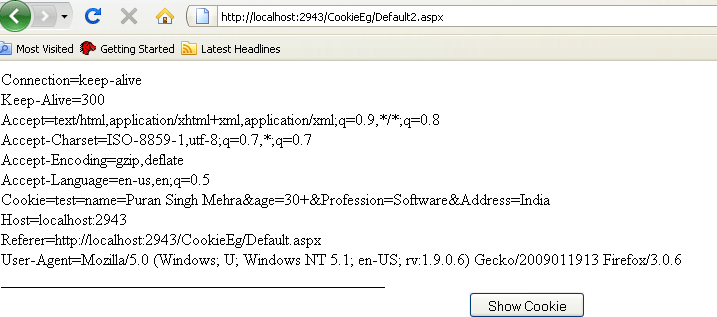 http://localhost:2943/CookieEg/Default2.aspx
Most Visited Getting Started Latest Headlines
Connection=keep-alive
Keep-Alive=300
Accept=text/html,application/xhtml+xml,application/xml;q=0.9,*/*;q=0.8
Accept-Charset=ISO-8859-1,utf-8;q=0.7,*;q=0.7
Accept-Encoding=gzip,deflate
Accept-Language=en-us,en;q=0.5
Cookie=test=name=Puran Singh Mehra&age=30+&Profession=Software&Address=India
Host=localhost:2943
Referer=http://localhost:2943/CookieEg/Default.aspx
User-Agent=Mozilla/5.0 (Windows; U; Windows NT 5.1; en-US; rv:1.9.0.6) Gecko/2009011913 Firefox/3.0.6
Show Cookie